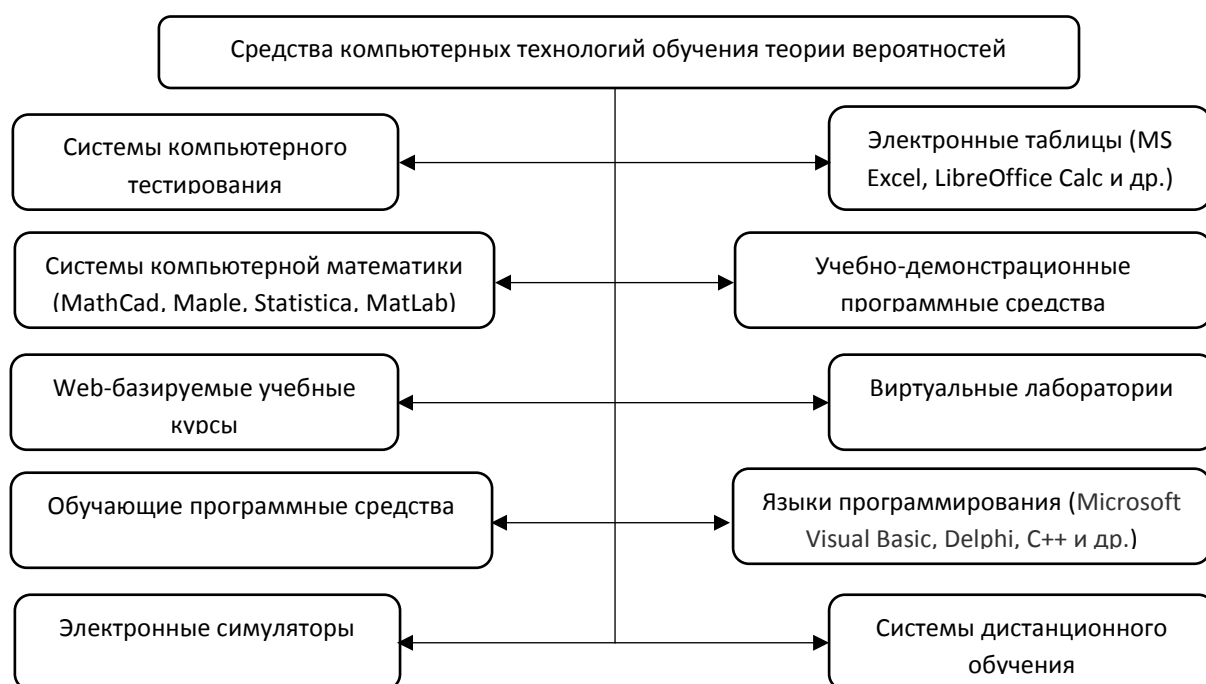 Средства компьютерных технологий обучения теории вероятностей
Системы компьютерного
тестирования
Электронные таблицы (MS
Excel, LibreOffice Calc и др.)
Системы компьютерной математики
(MathCad, Maple, Statistica, MatLab)
Учебно-демонстрационные
программные средства
Web-базируемые учебные
курсы
Виртуальные лаборатории
Обучающие программные средства
Языки программирования (Microsoft
Visual Basic, Delphi, C++ и др.)
Электронные симуляторы
Системы дистанционного
обучения